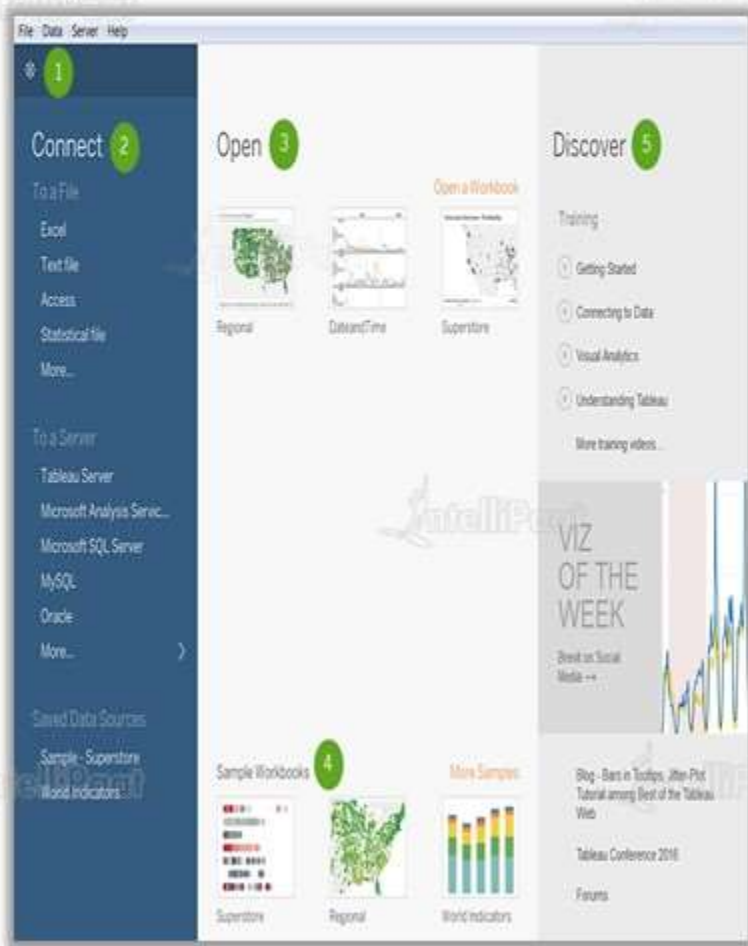 File Data Server Help
1
Connect 2
To a File
Excel
Text file
Access
Statistical file
More...
To a Server
Tableau Server
Microsoft Analysis Servic...
Microsoft SQL Server
MySQL
Oracle
More...
Saved Data Sources
Sample - Superstore
World Indicators
Open 3
Open a Workbook
Regional
DateandTime
Superstore
IntelliPaat
Sample Workbooks 4
More Samples
Superstore
Regional
World Indicators
Discover 5
Training
Getting Started
Connecting to Data
Visual Analytics
Understanding Tableau
More training videos...
VIZ
OF THE
WEEK
Brexit on Social
Media →
Blog - Bars in Tooltips, Jitter-Plot
Tutorial among Best of the Tableau
Web
Tableau Conference 2016
Forums